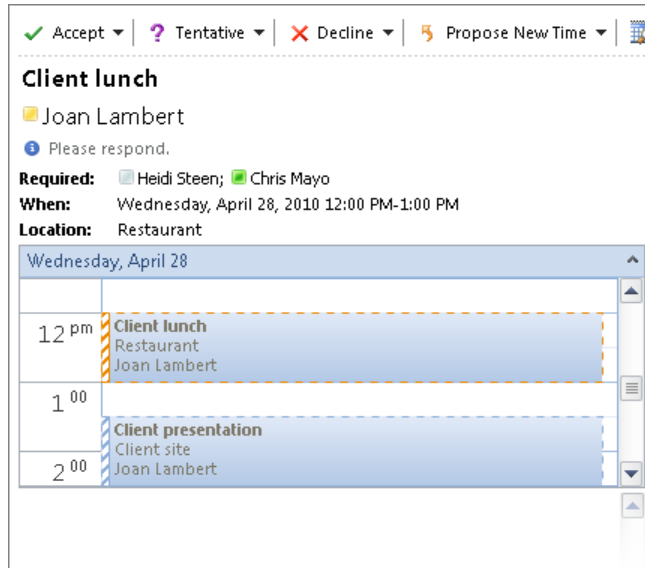 Accept Tentative Decline Propose New Time
Client lunch
Joan Lambert
Please respond.
Required: Heidi Steen; Chris Mayo
When: Wednesday, April 28, 2010 12:00 PM-1:00 PM
Location: Restaurant
Wednesday, April 28
12 pm
Client lunch
Restaurant
Joan Lambert
1 00
Client presentation
Client site
2 00 Joan Lambert